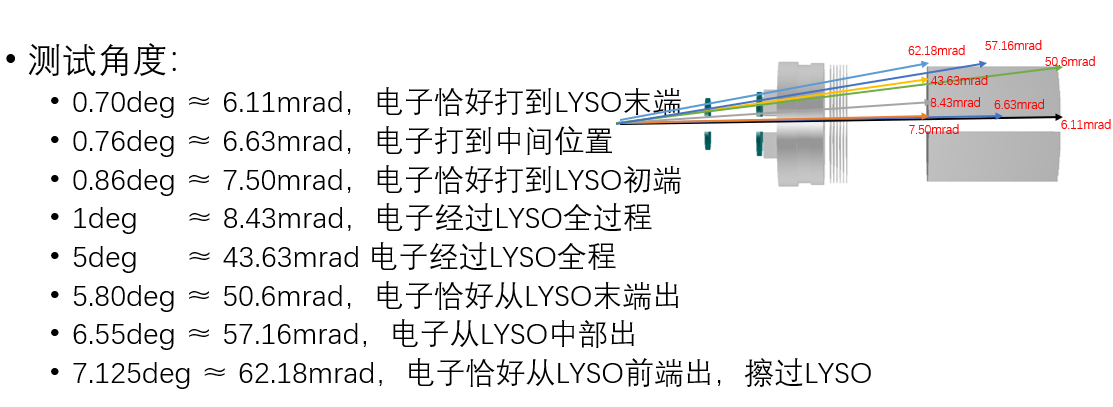 • 测试角度：
• 0.70deg ≈ 6.11mrad，电子恰好打到LYSO末端
• 0.76deg ≈ 6.63mrad，电子打到中间位置
• 0.86deg ≈ 7.50mrad，电子恰好打到LYSO初端
• 1deg ≈ 8.43mrad，电子经过LYSO全过程
• 5deg ≈ 43.63mrad 电子经过LYSO全程
• 5.80deg ≈ 50.6mrad，电子恰好从LYSO末端出
• 6.55deg ≈ 57.16mrad，电子从LYSO中部出
• 7.125deg ≈ 62.18mrad，电子恰好从LYSO前端出，擦过LYSO
62.18mrad
57.16mrad
50.6mrad
43.63mrad
8.43mrad
6.63mrad
7.50mrad
6.11mrad